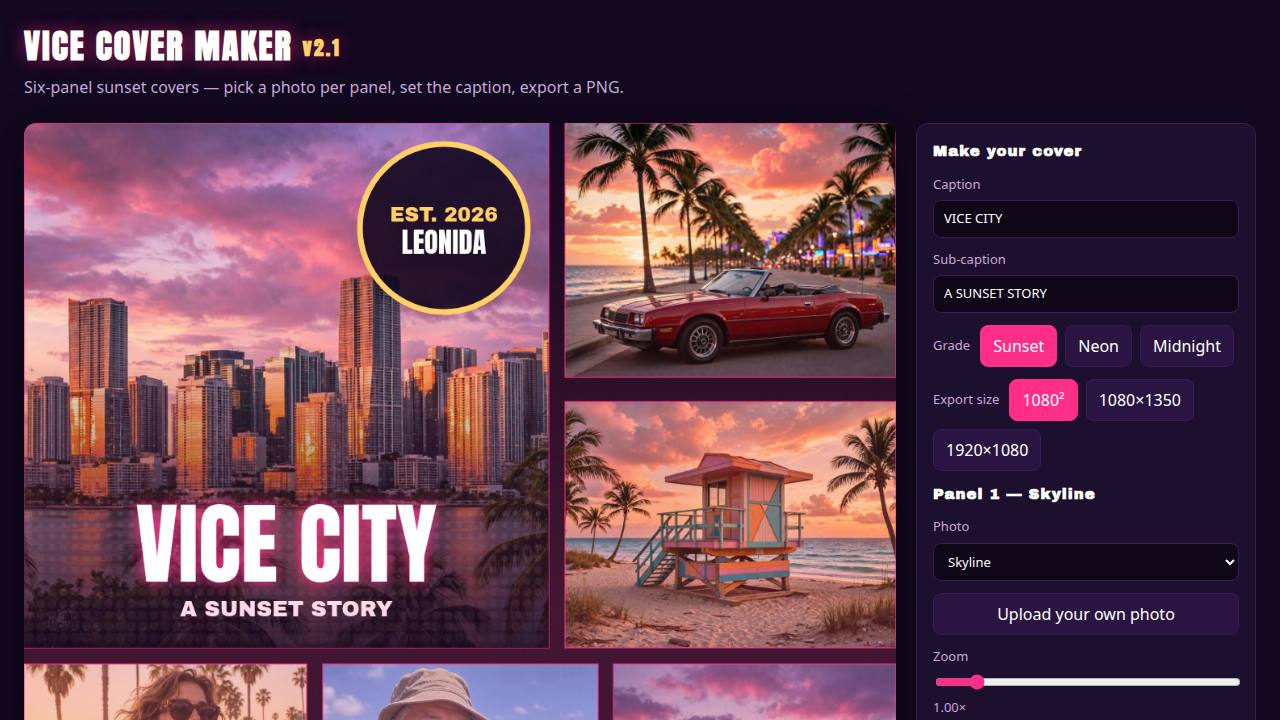 VICE COVER MAKER v2.1
Six-panel sunset covers — pick a photo per panel, set the caption, export a PNG.
EST. 2026
LEONIDA
VICE CITY
A SUNSET STORY
Make your cover
Caption
VICE CITY
Sub-caption
A SUNSET STORY
Grade Sunset Neon Midnight
Export size 1080² 1080×1350
1920×1080
Panel 1 — Skyline
Photo
Skyline
Upload your own photo
Zoom
1.00×